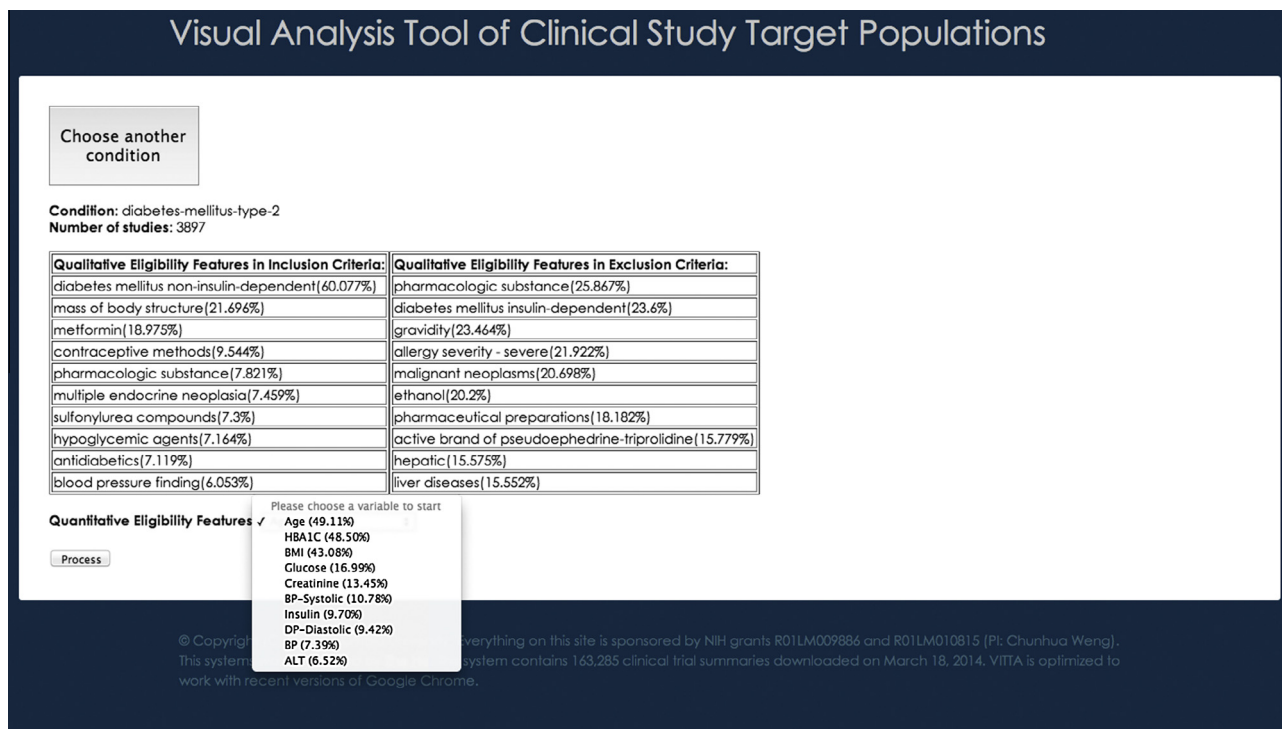 Visual Analysis Tool of Clinical Study Target Populations
Choose another
condition
Condition: diabetes-mellitus-type-2
Number of studies: 3897
Qualitative Eligibility Features in Inclusion Criteria: Qualitative Eligibility Features in Exclusion Criteria:
diabetes mellitus non-insulin-dependent(60.077%) pharmacologic substance(25.867%)
mass of body structure(21.696%) diabetes mellitus insulin-dependent(23.6%)
metformin(18.975%) gravidity(23.464%)
contraceptive methods(9.544%) allergy severity - severe(21.922%)
pharmacologic substance(7.821%) malignant neoplasms(20.698%)
multiple endocrine neoplasia(7.459%) ethanol(20.2%)
sulfonylurea compounds(7.3%) pharmaceutical preparations(18.182%)
hypoglycemic agents(7.164%) active brand of pseudoephedrine-triprolidine(15.779%)
antidiabetics(7.119%) hepatic(15.575%)
blood pressure finding(6.053%) liver diseases(15.552%)
Please choose a variable to start
Quantitative Eligibility Features ✓ Age (49.11%)
HBA1C (48.50%)
BMI (43.08%)
Process
Glucose (16.99%)
Creatinine (13.45%)
BP-Systolic (10.78%)
Insulin (9.70%)
DP-Diastolic (9.42%)
BP (7.39%)
ALT (6.52%)
© Copyrigh Everything on this site is sponsored by NIH grants R01LM009886 and R01LM010815 (PI: Chunhua Weng).
This system system contains 163,285 clinical trial summaries downloaded on March 18, 2014. VITTA is optimized to
work with recent versions of Google Chrome.